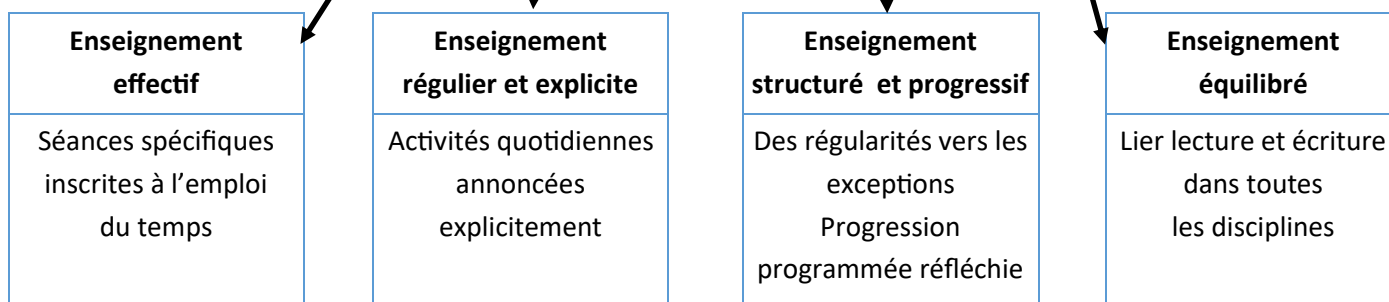 Enseignement
effectif
Séances spécifiques
inscrites à l’emploi
du temps
Enseignement
régulier et explicite
Activités quotidiennes
annoncées
explicitement
Enseignement
structuré  et progressif
Des régularités vers les
exceptions
Progression
programmée réfléchie
Enseignement
équilibré
Lier lecture et écriture
dans toutes
les disciplines